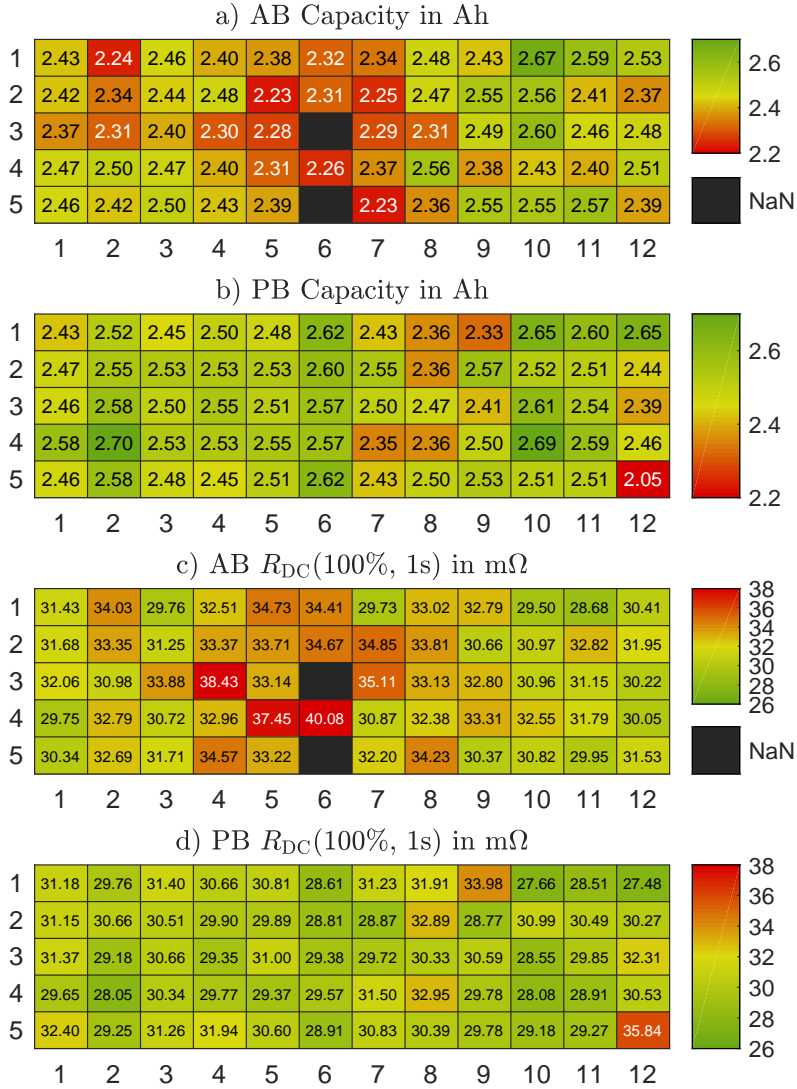 a) AB Capacity in Ah
1 2.43 2.24 2.46 2.40 2.38 2.32 2.34 2.48 2.43 2.67 2.59 2.53 2.6
2 2.42 2.34 2.44 2.48 2.23 2.31 2.25 2.47 2.55 2.56 2.41 2.37 2.4
3 2.37 2.31 2.40 2.30 2.28 2.29 2.31 2.49 2.60 2.46 2.48 2.2
4 2.47 2.50 2.47 2.40 2.31 2.26 2.37 2.56 2.38 2.43 2.40 2.51
5 2.46 2.42 2.50 2.43 2.39 2.23 2.36 2.55 2.55 2.57 2.39 NaN
1 2 3 4 5 6 7 8 9 10 11 12
b) PB Capacity in Ah
1 2.43 2.52 2.45 2.50 2.48 2.62 2.43 2.36 2.33 2.65 2.60 2.65 2.6
2 2.47 2.55 2.53 2.53 2.53 2.60 2.55 2.36 2.57 2.52 2.51 2.44
3 2.46 2.58 2.50 2.55 2.51 2.57 2.50 2.47 2.41 2.61 2.54 2.39 2.4
4 2.58 2.70 2.53 2.53 2.55 2.57 2.35 2.36 2.50 2.69 2.59 2.46
5 2.46 2.58 2.48 2.45 2.51 2.62 2.43 2.50 2.53 2.51 2.51 2.05 2.2
1 2 3 4 5 6 7 8 9 10 11 12
c) AB R_DC(100%, 1s) in mΩ
1 31.43 34.03 29.76 32.51 34.73 34.41 29.73 33.02 32.79 29.50 28.68 30.41 38 36
2 31.68 33.35 31.25 33.37 33.71 34.67 34.85 33.81 30.66 30.97 32.82 31.95 34 32 30
3 32.06 30.98 33.88 38.43 33.14 35.11 33.13 32.80 30.96 31.15 30.22 28 26
4 29.75 32.79 30.72 32.96 37.45 40.08 30.87 32.38 33.31 32.55 31.79 30.05
5 30.34 32.69 31.71 34.57 33.22 32.20 34.23 30.37 30.82 29.95 31.53 NaN
1 2 3 4 5 6 7 8 9 10 11 12
d) PB R_DC(100%, 1s) in mΩ
1 31.18 29.76 31.40 30.66 30.81 28.61 31.23 31.91 33.98 27.66 28.51 27.48 38 36
2 31.15 30.66 30.51 29.90 29.89 28.81 28.87 32.89 28.77 30.99 30.49 30.27 34
3 31.37 29.18 30.66 29.35 31.00 29.38 29.72 30.33 30.59 28.55 29.85 32.31 32
4 29.65 28.05 30.34 29.77 29.37 29.57 31.50 32.95 29.78 28.08 28.91 30.53 30
5 32.40 29.25 31.26 31.94 30.60 28.91 30.83 30.39 29.78 29.18 29.27 35.84 28 26
1 2 3 4 5 6 7 8 9 10 11 12